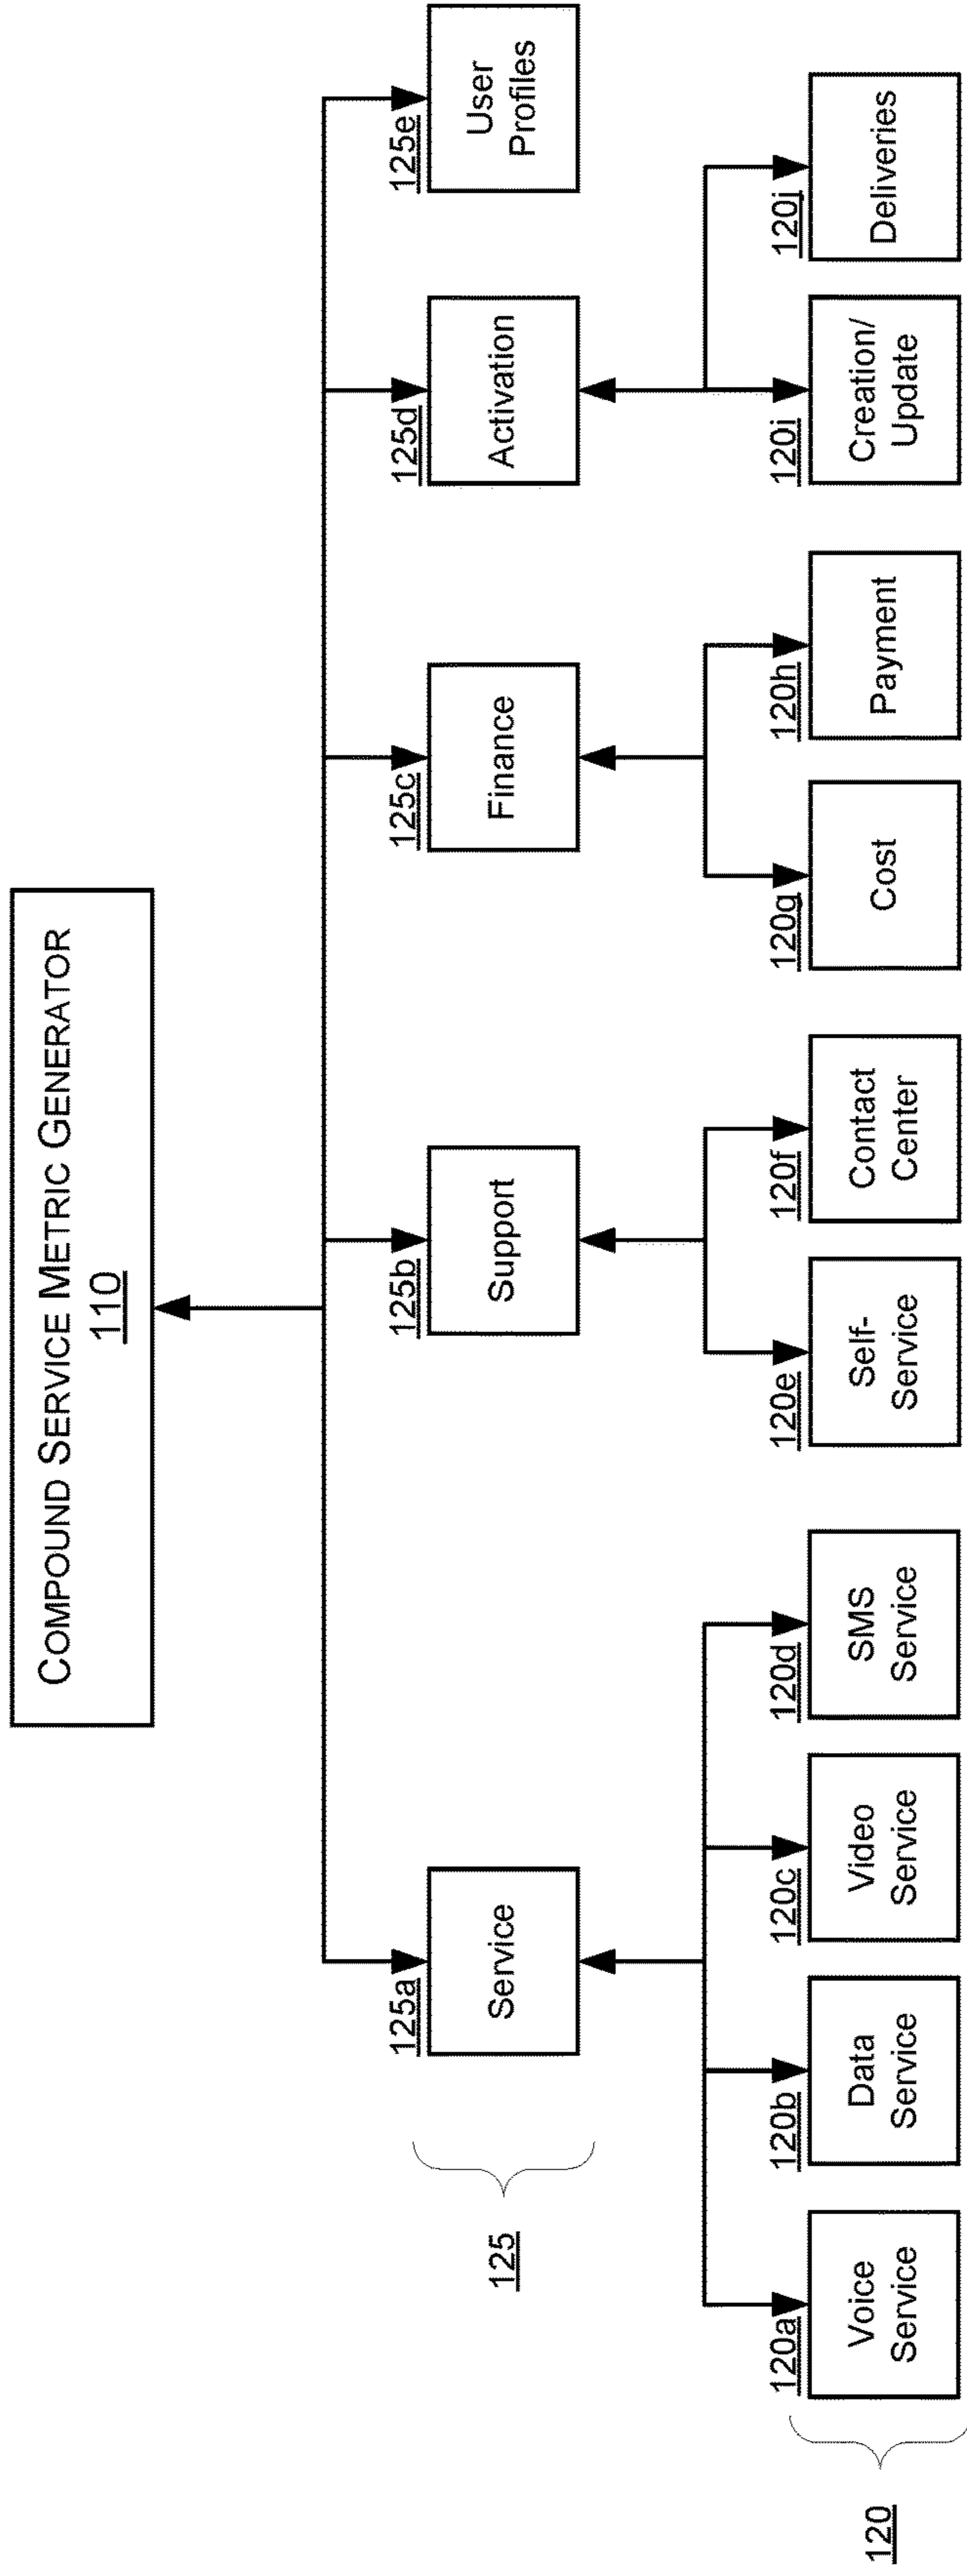 COMPOUND SERVICE METRIC GENERATOR
110
125
125a
Service
125b
Support
125c
Finance
125d
Activation
125e
User
Profiles
120
120a
Voice
Service
120b
Data
Service
120c
Video
Service
120d
SMS
Service
120e
Self-
Service
120f
Contact
Center
120g
Cost
120h
Payment
120i
Creation/
Update
120j
Deliveries